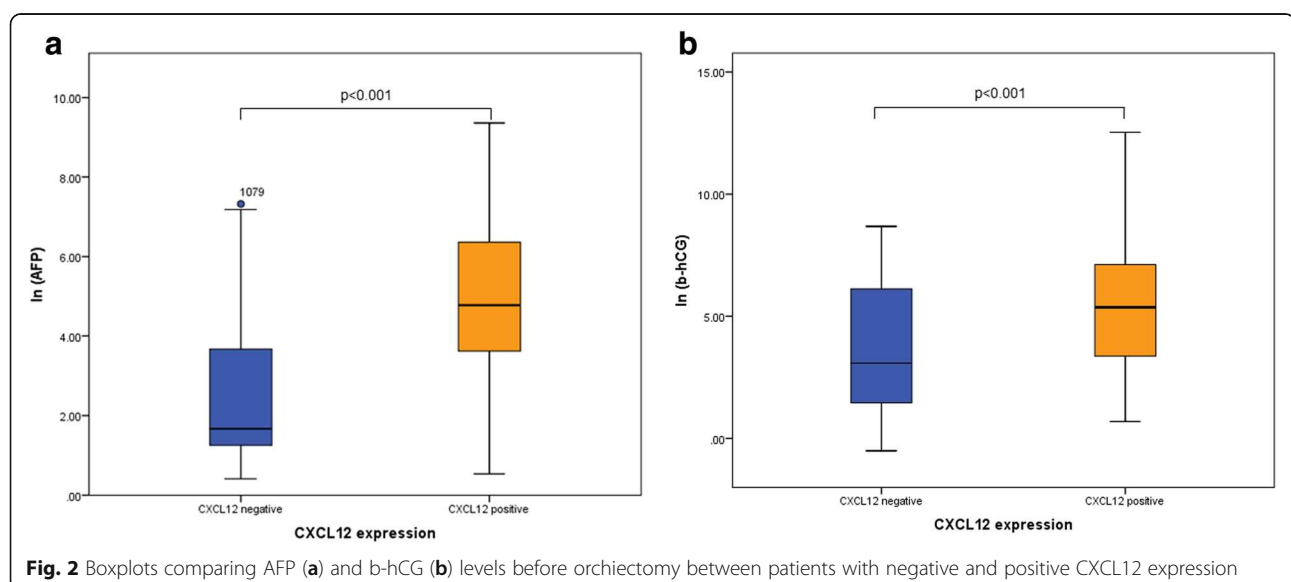 a
10.00
8.00
6.00
4.00
2.00
.00
ln (AFP)
p<0.001
1079
CXCL12 negative
CXCL12 positive
CXCL12 expression
b
15.00
10.00
5.00
.00
ln (b-hCG)
p<0.001
CXCL12 negative
CXCL12 positive
CXCL12 expression
Fig. 2 Boxplots comparing AFP (a) and b-hCG (b) levels before orchiectomy between patients with negative and positive CXCL12 expression